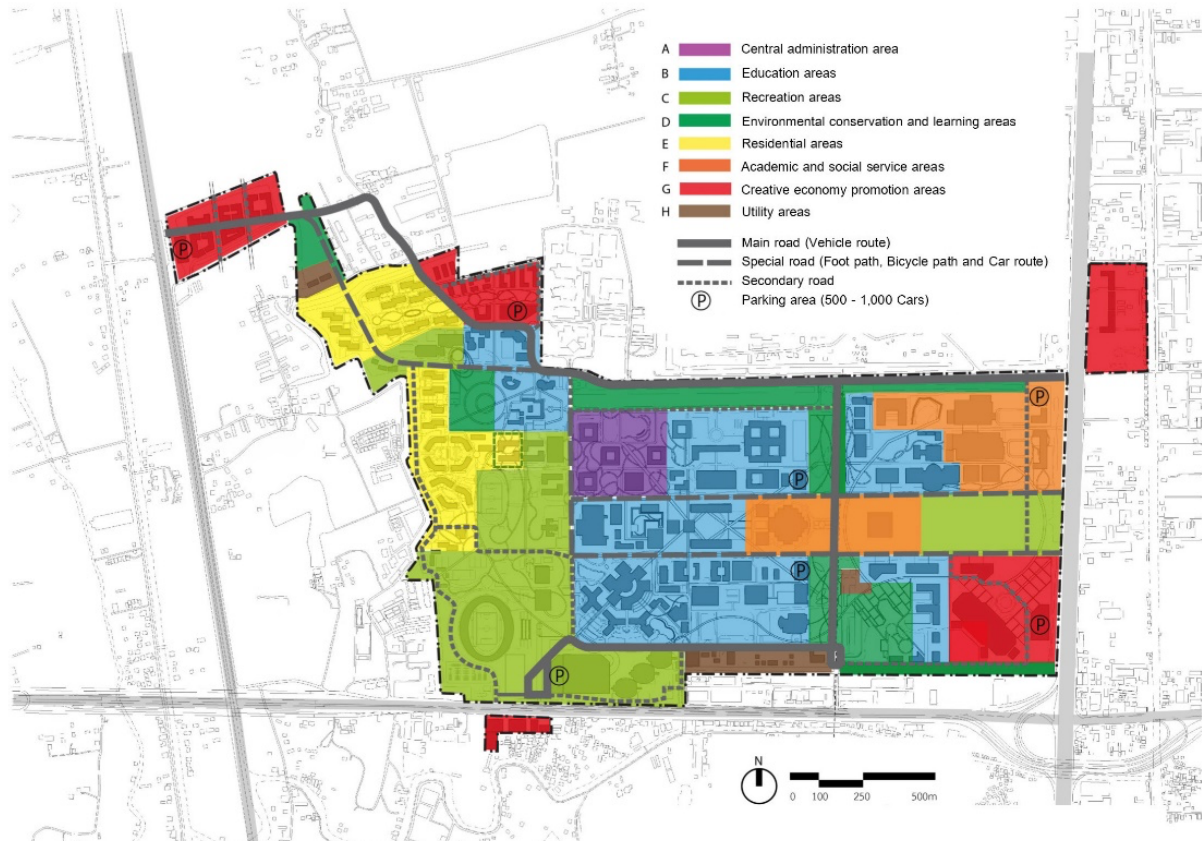 A Central administration area
B Education areas
C Recreation areas
D Environmental conservation and learning areas
E Residential areas
F Academic and social service areas
G Creative economy promotion areas
H Utility areas
Main road (Vehicle route)
Special road (Foot path, Bicycle path and Car route)
Secondary road
P Parking area (500 - 1,000 Cars)
P
P
P
P
P
P
P
N
0 100 250 500m